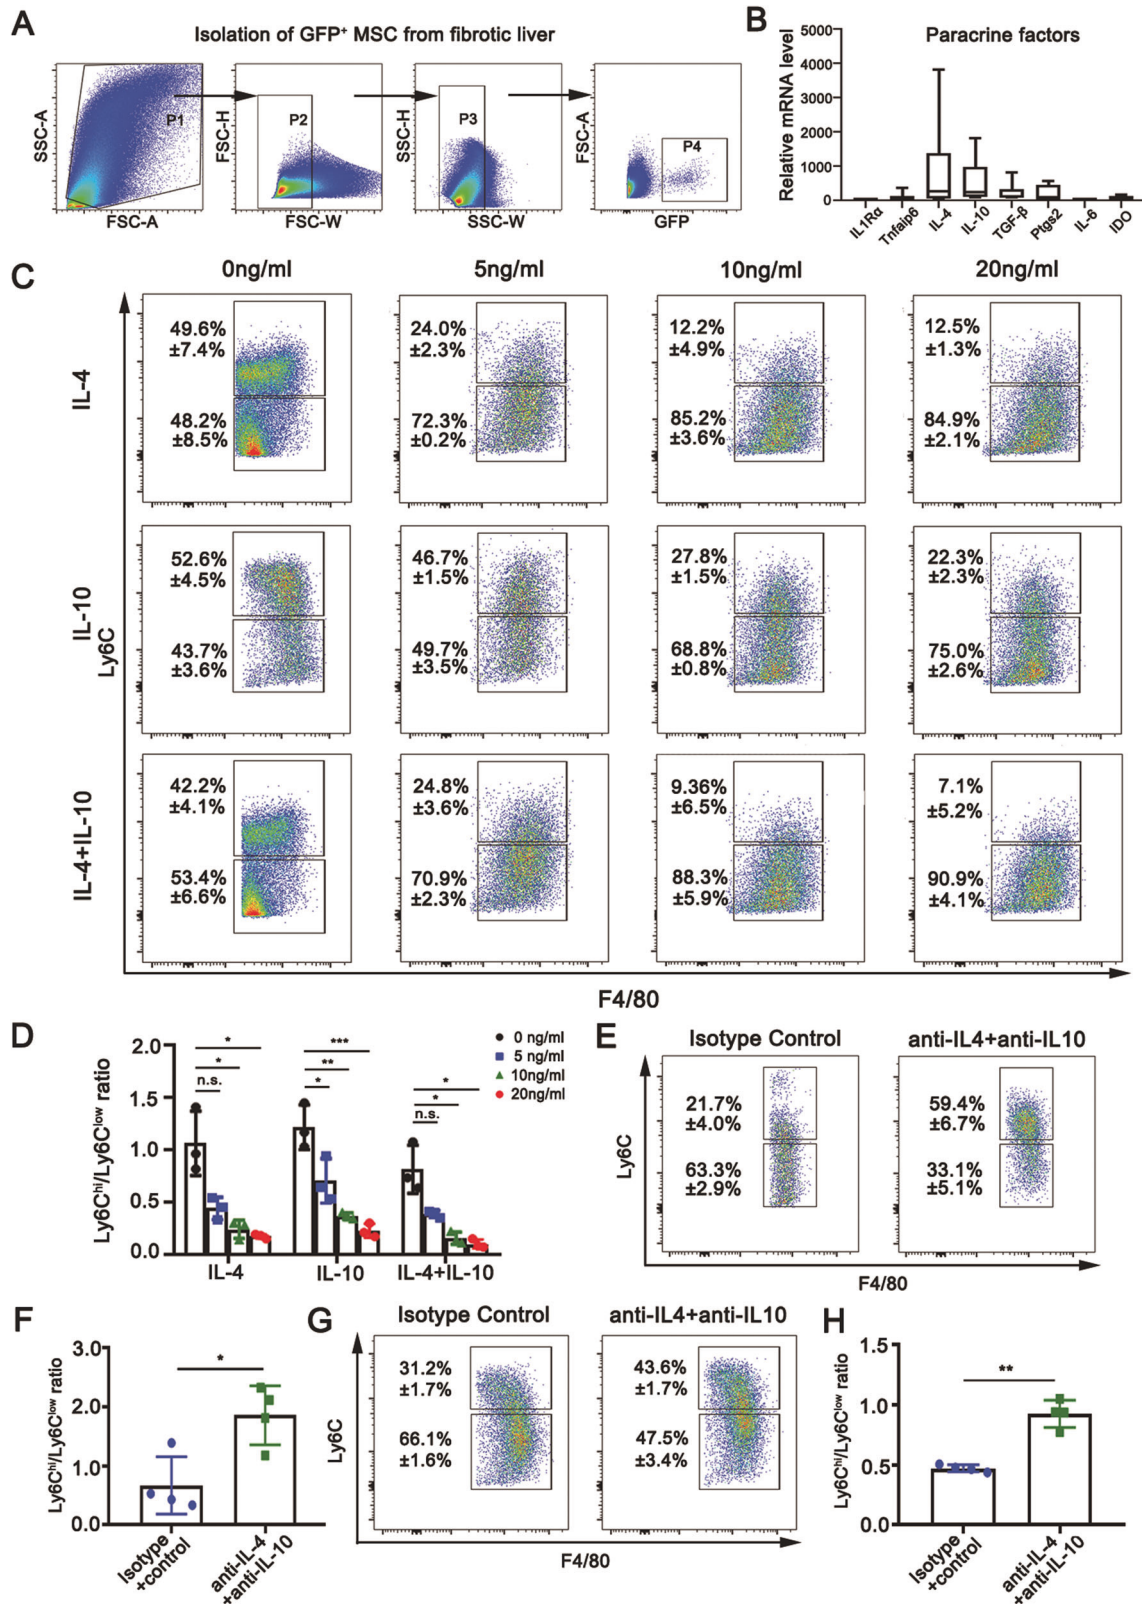 A
Isolation of GFP⁺ MSC from fibrotic liver
SSC-A
P1
FSC-A
FSC-H
P2
FSC-W
SSC-H
P3
SSC-W
FSC-A
P4
GFP
B
Paracrine factors
Relative mRNA level
5000
4000
3000
2000
1000
0
IL1Rα
Tnfaip6
IL-4
IL-10
TGF-β
Ptgs2
IL-6
IDO
C
0ng/ml
5ng/ml
10ng/ml
20ng/ml
IL-4
49.6%
±7.4%
48.2%
±8.5%
24.0%
±2.3%
72.3%
±0.2%
12.2%
±4.9%
85.2%
±3.6%
12.5%
±1.3%
84.9%
±2.1%
IL-10
Ly6C
52.6%
±4.5%
43.7%
±3.6%
46.7%
±1.5%
49.7%
±3.5%
27.8%
±1.5%
68.8%
±0.8%
22.3%
±2.3%
75.0%
±2.6%
IL-4+IL-10
42.2%
±4.1%
53.4%
±6.6%
24.8%
±3.6%
70.9%
±2.3%
9.36%
±6.5%
88.3%
±5.9%
7.1%
±5.2%
90.9%
±4.1%
F4/80
D
Ly6Cʰⁱ/Ly6Cˡᵒʷ ratio
2.0
1.5
1.0
0.5
0.0
*
*
n.s.
***
**
*
*
*
n.s.
0 ng/ml
5 ng/ml
10ng/ml
20ng/ml
IL-4
IL-10
IL-4+IL-10
E
Isotype Control
anti-IL4+anti-IL10
Ly6C
21.7%
±4.0%
63.3%
±2.9%
59.4%
±6.7%
33.1%
±5.1%
F4/80
F
Ly6Cʰⁱ/Ly6Cˡᵒʷ ratio
3.0
2.0
1.0
0.0
*
Isotype
+control
anti-IL-4
+anti-IL-10
G
Isotype Control
anti-IL4+anti-IL10
Ly6C
31.2%
±1.7%
66.1%
±1.6%
43.6%
±1.7%
47.5%
±3.4%
F4/80
H
Ly6Cʰⁱ/Ly6Cˡᵒʷ ratio
1.5
1.0
0.5
0.0
**
Isotype
+control
anti-IL-4
+anti-IL-10